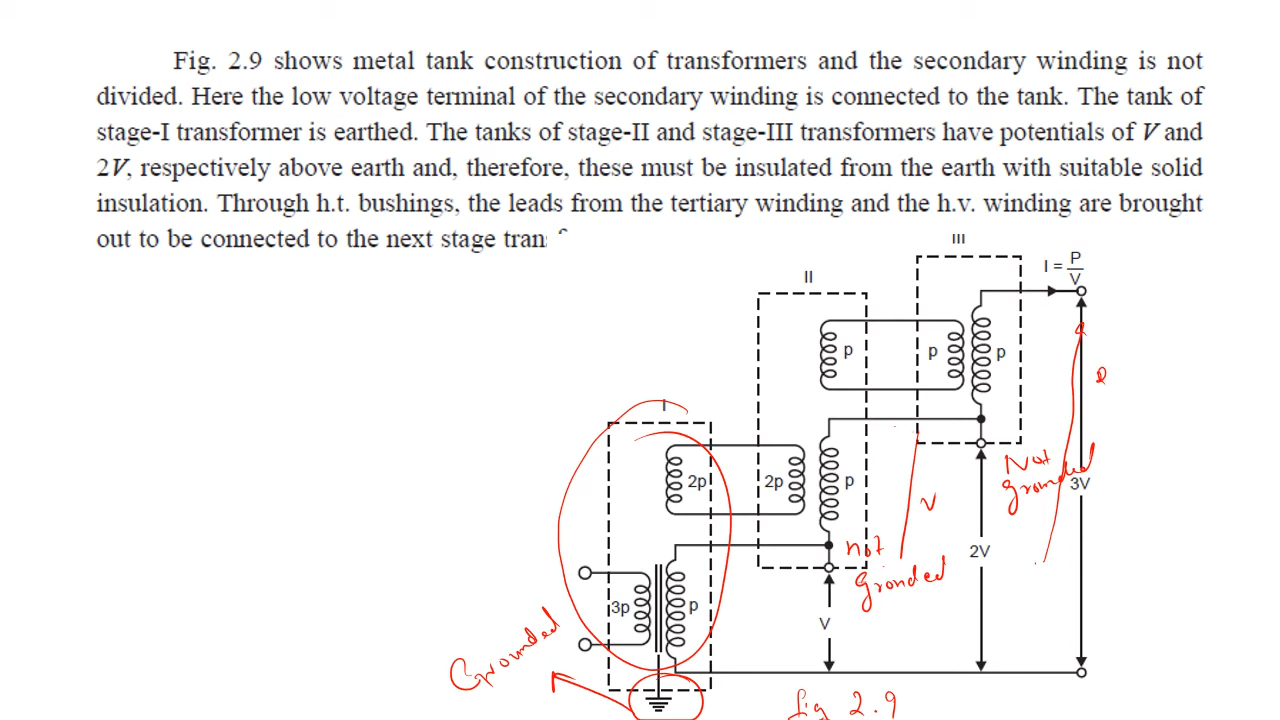 Fig. 2.9 shows metal tank construction of transformers and the secondary winding is not
divided. Here the low voltage terminal of the secondary winding is connected to the tank. The tank of
stage-I transformer is earthed. The tanks of stage-II and stage-III transformers have potentials of V and
2V, respectively above earth and, therefore, these must be insulated from the earth with suitable solid
insulation. Through h.t. bushings, the leads from the tertiary winding and the h.v. winding are brought
out to be connected to the next stage tran
III
I = P/V
II
p
p
p
I
Not
grounded
2p
2p
p
3V
V
not
gronded
2V
3p
p
V
Grounded
fig 2.9